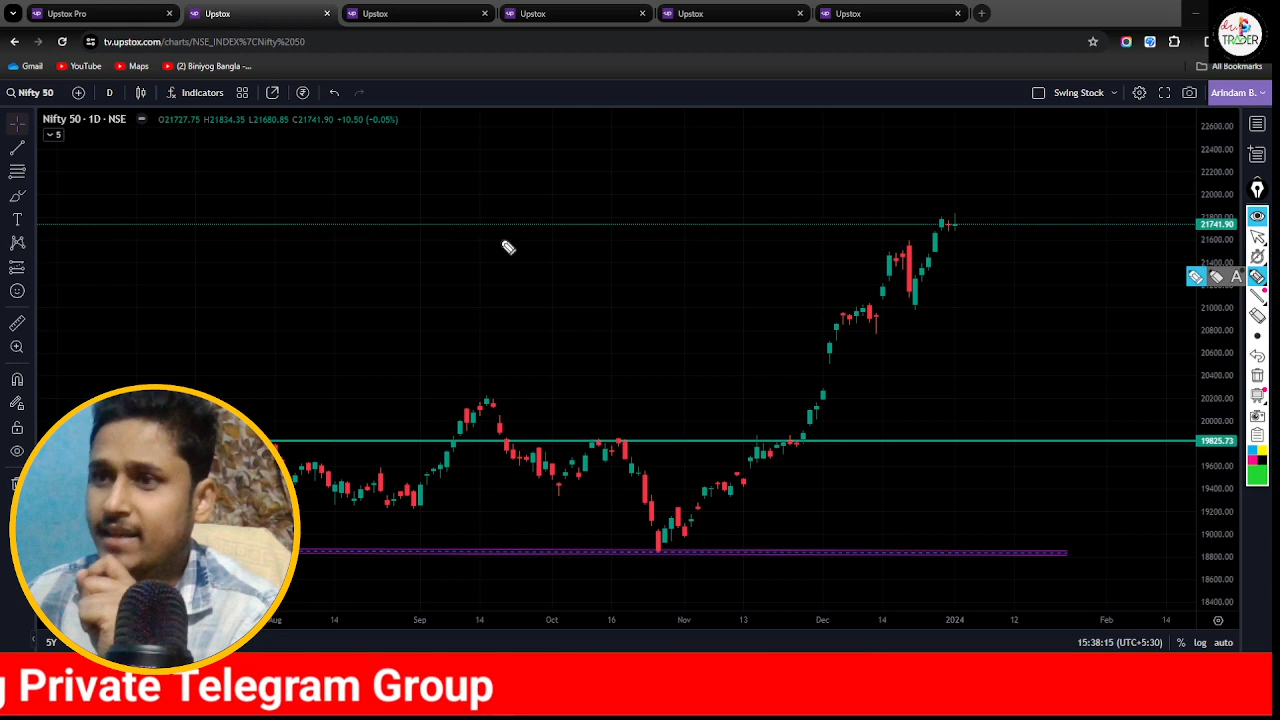 Upstox Pro
Upstox
Upstox
Upstox
Upstox
Upstox
tv.upstox.com/charts/NSE_INDEX%7CNifty%2050
TRADER
Gmail
YouTube
Maps
(2) Biniyog Bangla -...
All Bookmarks
Nifty 50
D
Indicators
Swing Stock
Arindam B.
Nifty 50 · 1D · NSE
O21727.75 H21834.35 L21680.85 C21741.90 +10.50 (−0.05%)
5
22600.00
22400.00
22200.00
22000.00
21800.00
21741.90
21600.00
21400.00
A
21000.00
20800.00
20600.00
20400.00
20200.00
20000.00
19825.73
19600.00
19400.00
19200.00
19000.00
18800.00
18600.00
18400.00
Aug
14
Sep
14
Oct
16
Nov
13
Dec
14
2024
12
Feb
14
5Y
15:38:15 (UTC+5:30)
%
log
auto
Private Telegram Group